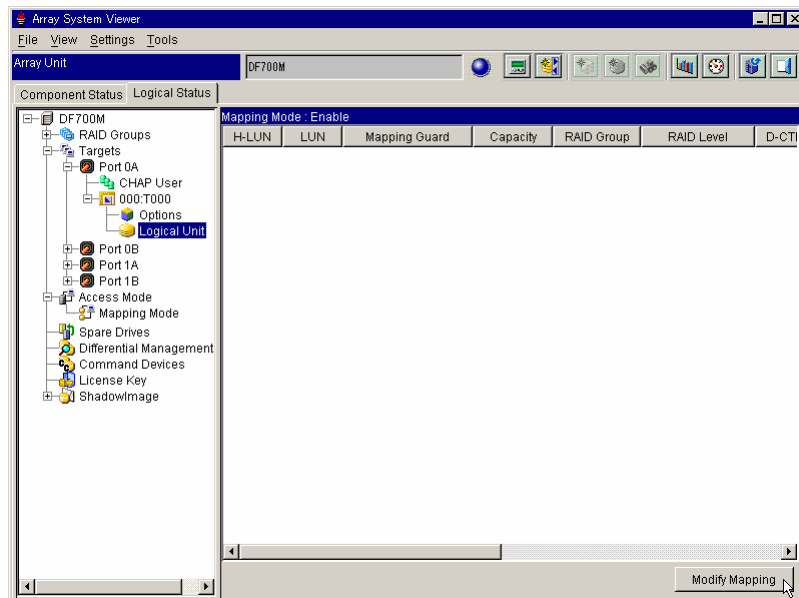 Array System Viewer
File View Settings Tools
Array Unit
DF700M
Component Status
Logical Status
DF700M
RAID Groups
Targets
Port 0A
CHAP User
000:T000
Options
Logical Unit
Port 0B
Port 1A
Port 1B
Access Mode
Mapping Mode
Spare Drives
Differential Management
Command Devices
License Key
ShadowImage
Mapping Mode : Enable
H-LUN LUN Mapping Guard Capacity RAID Group RAID Level D-CTL
Modify Mapping